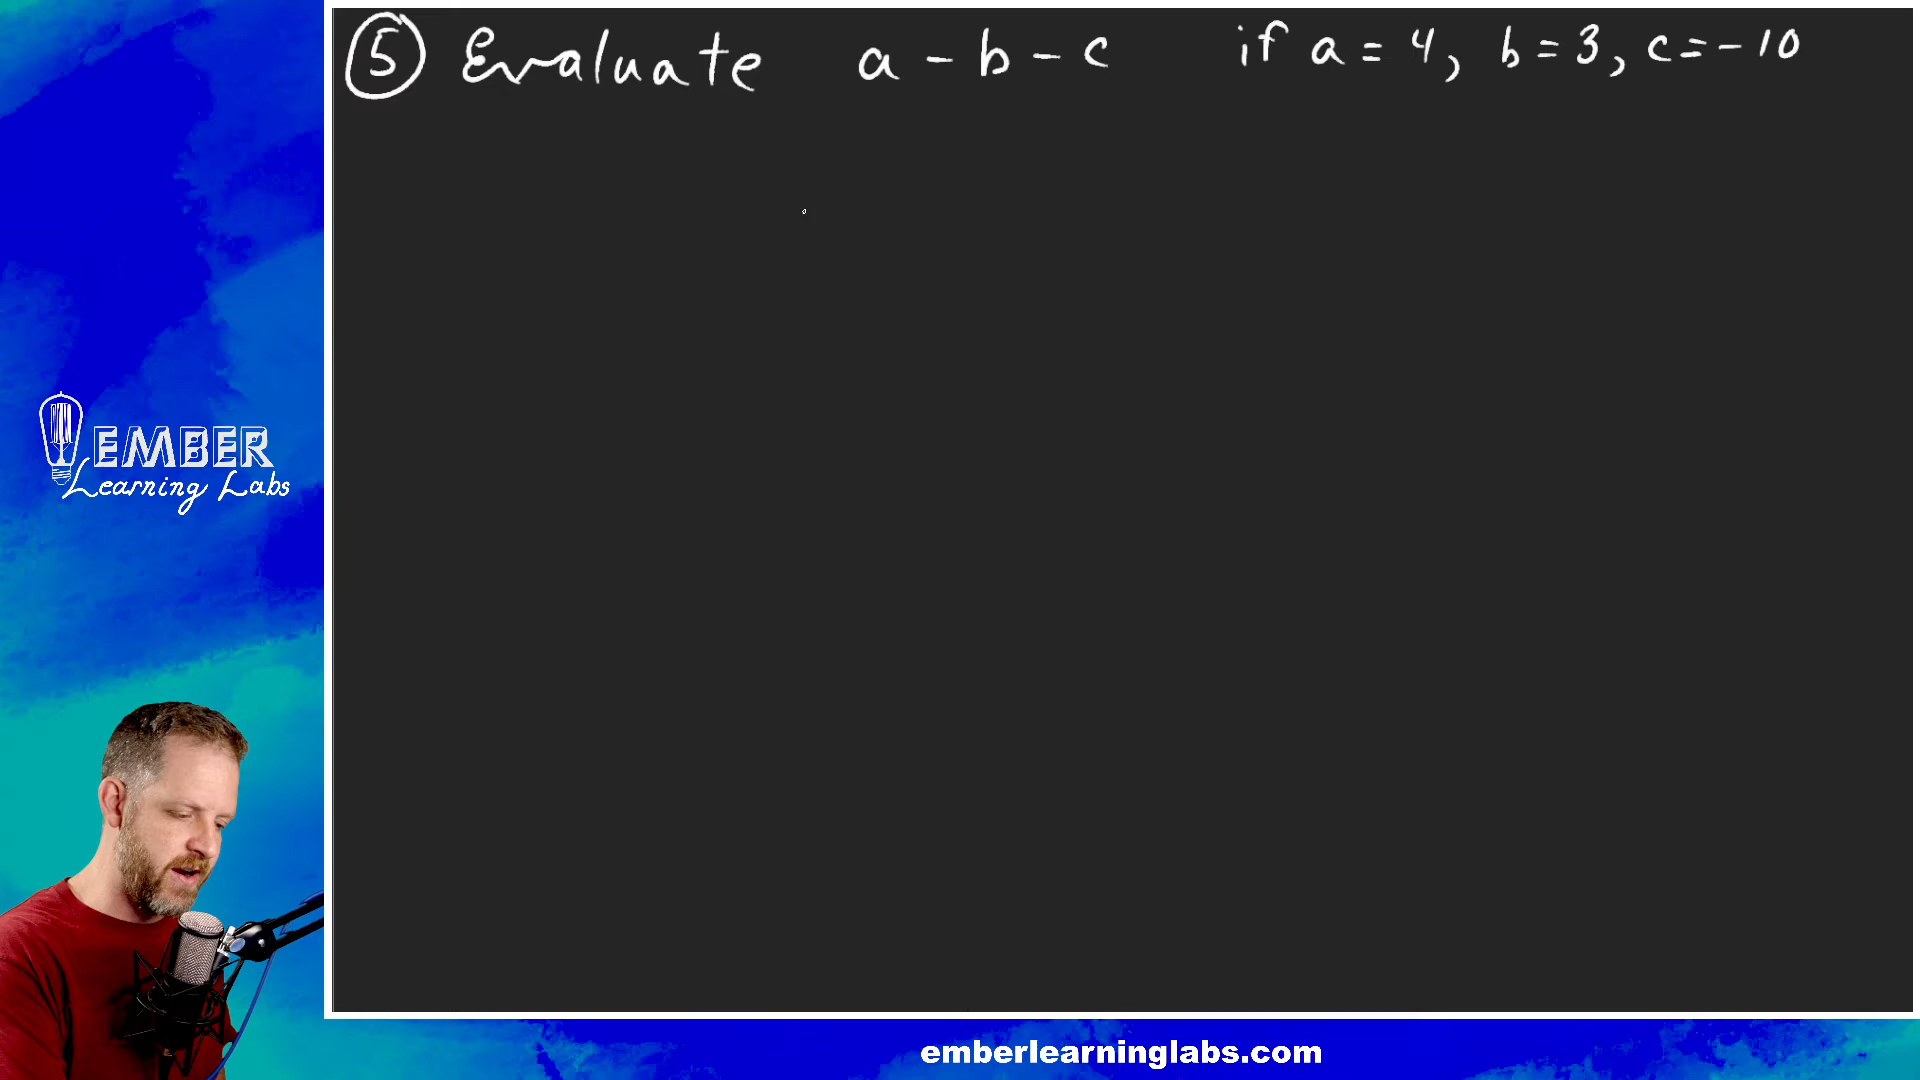 ⑤ Evaluate a - b - c if a = 4, b = 3, c = -10
EMBER
Learning Labs
emberlearninglabs.com